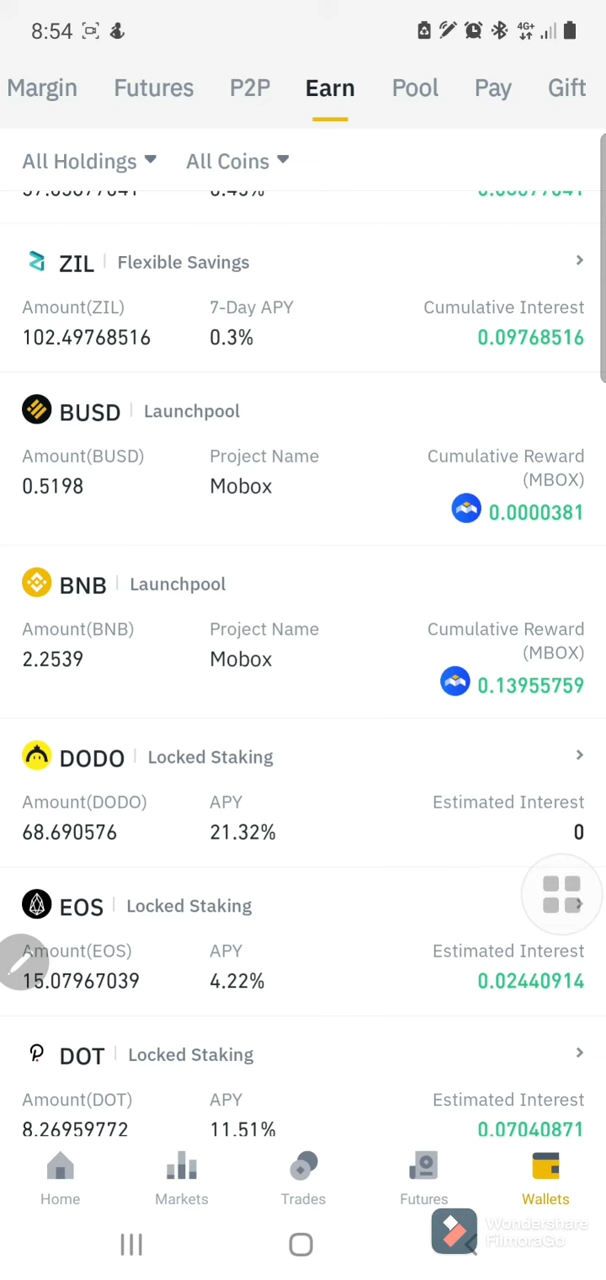 8:54
4G+
Margin Futures P2P Earn Pool Pay Gift
All Holdings All Coins
ZIL Flexible Savings
Amount(ZIL) 7-Day APY Cumulative Interest
102.49768516 0.3% 0.09768516
BUSD Launchpool
Amount(BUSD) Project Name Cumulative Reward
(MBOX)
0.5198 Mobox 0.0000381
BNB Launchpool
Amount(BNB) Project Name Cumulative Reward
(MBOX)
2.2539 Mobox 0.13955759
DODO Locked Staking
Amount(DODO) APY Estimated Interest
68.690576 21.32% 0
EOS Locked Staking
Amount(EOS) APY Estimated Interest
15.07967039 4.22% 0.02440914
DOT Locked Staking
Amount(DOT) APY Estimated Interest
8.26959772 11.51% 0.07040871
Home Markets Trades Futures Wallets
Wondershare
FilmoraGo